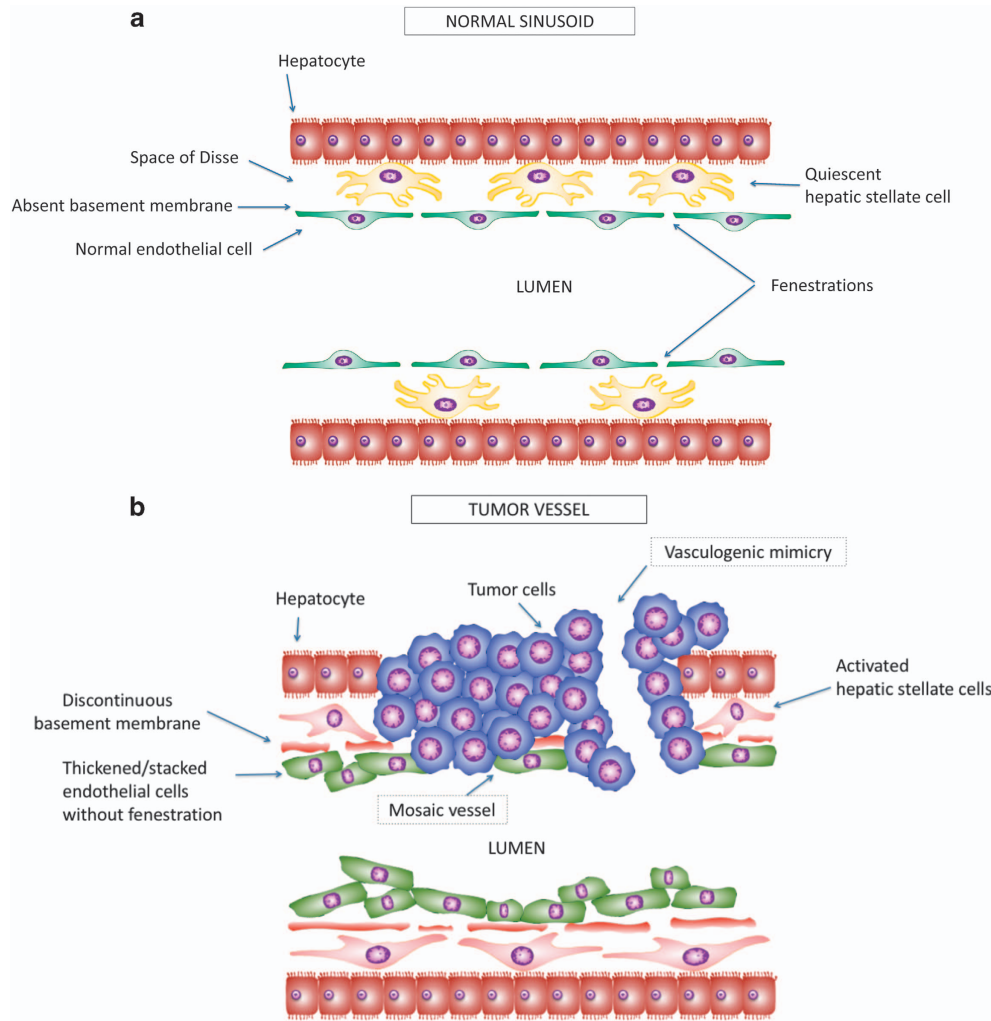 a
NORMAL SINUSOID
Hepatocyte
Space of Disse
Quiescent
hepatic stellate cell
Absent basement membrane
Normal endothelial cell
LUMEN
Fenestrations
b
TUMOR VESSEL
Vasculogenic mimicry
Tumor cells
Hepatocyte
Activated
hepatic stellate cells
Discontinuous
basement membrane
Thickened/stacked
endothelial cells
without fenestration
Mosaic vessel
LUMEN